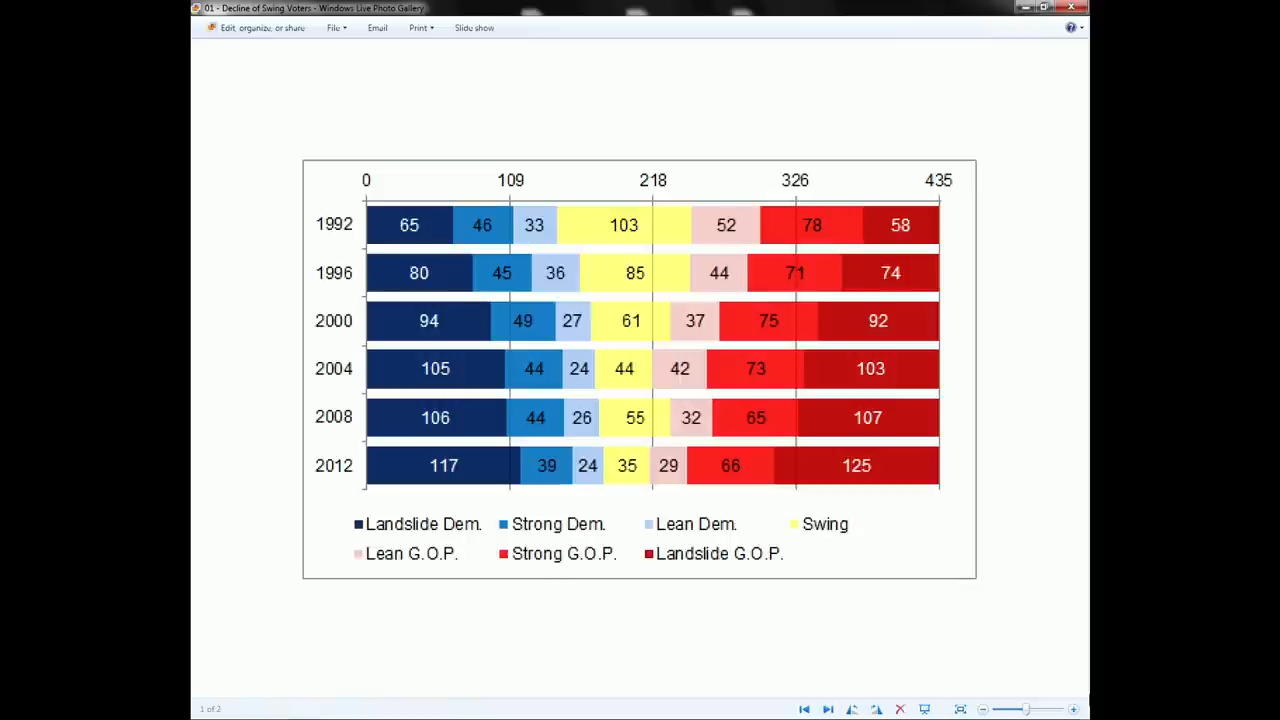 01 - Decline of Swing Voters - Windows Live Photo Gallery
Edit, organize, or share File Email Print Slide show
0 109 218 326 435
1992 65 46 33 103 52 78 58
1996 80 45 36 85 44 71 74
2000 94 49 27 61 37 75 92
2004 105 44 24 44 42 73 103
2008 106 44 26 55 32 65 107
2012 117 39 24 35 29 66 125
Landslide Dem. Strong Dem. Lean Dem. Swing
Lean G.O.P. Strong G.O.P. Landslide G.O.P.
1 of 2